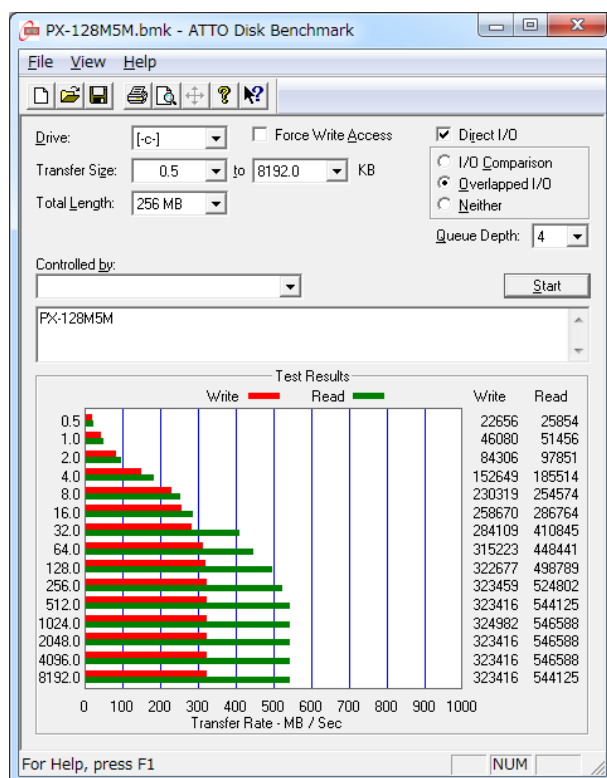 PX-128M5M.bmk - ATTO Disk Benchmark
File View Help
Drive: [-c-] Force Write Access Direct I/O
Transfer Size: 0.5 to 8192.0 KB I/O Comparison
Overlapped I/O
Total Length: 256 MB Neither
Queue Depth: 4
Controlled by:
Start
PX-128M5M
Test Results
Write Read Write Read
0.5 22656 25854
1.0 46080 51456
2.0 84306 97851
4.0 152649 185514
8.0 230319 254574
16.0 258670 286764
32.0 284109 410845
64.0 315223 448441
128.0 322677 498789
256.0 323459 524802
512.0 323416 544125
1024.0 324982 546588
2048.0 323416 546588
4096.0 323416 546588
8192.0 323416 544125
0 100 200 300 400 500 600 700 800 900 1000
Transfer Rate - MB / Sec
For Help, press F1 NUM